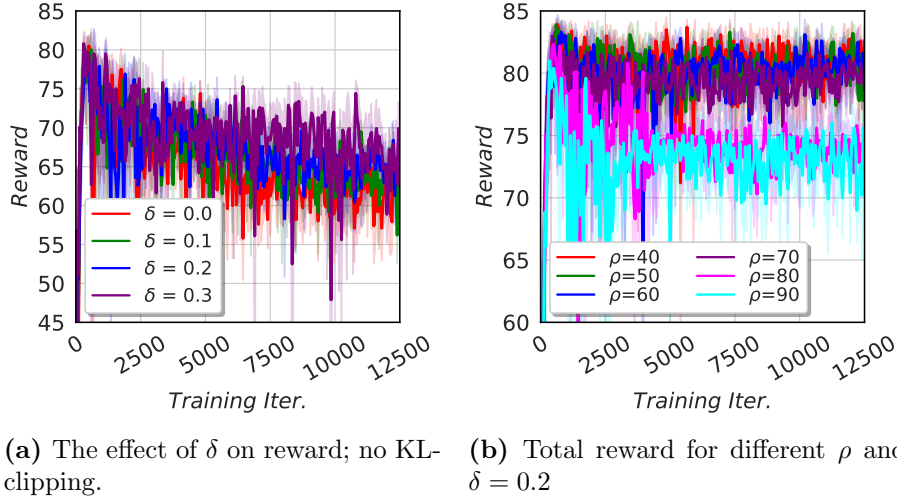 85
80
75
70
65
60
55
50
45
Reward
δ = 0.0
δ = 0.1
δ = 0.2
δ = 0.3
0
2500
5000
7500
10000
12500
Training Iter.
(a) The effect of δ on reward; no KL-
clipping.
85
80
75
70
65
60
Reward
ρ=40
ρ=50
ρ=60
ρ=70
ρ=80
ρ=90
0
2500
5000
7500
10000
12500
Training Iter.
(b) Total reward for different ρ and
δ = 0.2